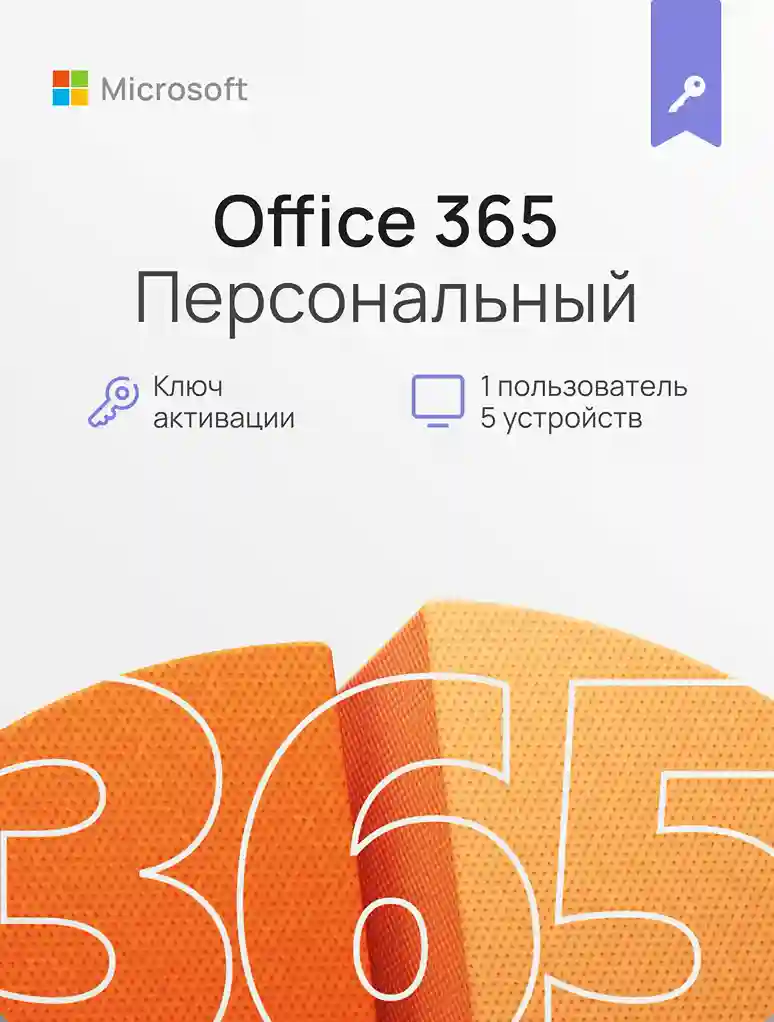 Microsoft
Office 365
Персональный
Ключ
активации
1 пользователь
5 устройств
365